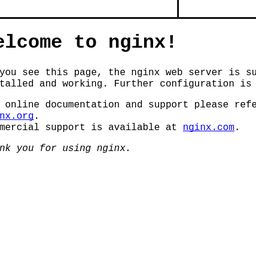 elcome to nginx!
you see this page, the nginx web server is su
talled and working. Further configuration is
online documentation and support please refe
nx.org.
mercial support is available at nginx.com.
nk you for using nginx.